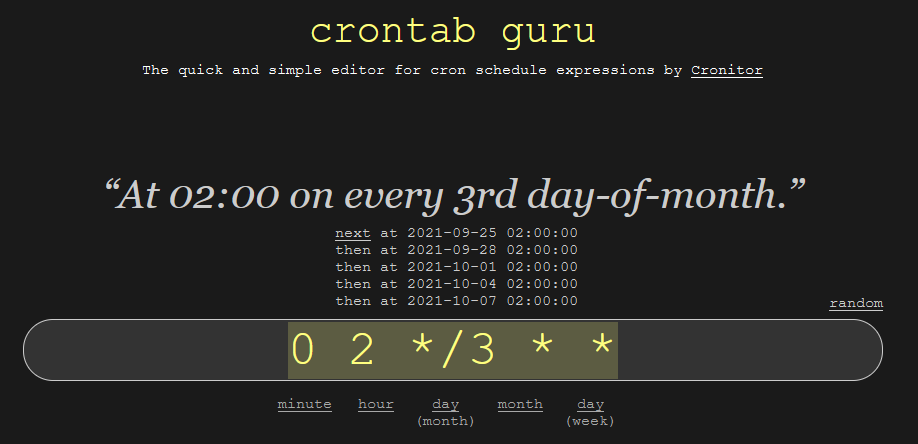 crontab guru
The quick and simple editor for cron schedule expressions by Cronitor
“At 02:00 on every 3rd day-of-month.”
next at 2021-09-25 02:00:00
then at 2021-09-28 02:00:00
then at 2021-10-01 02:00:00
then at 2021-10-04 02:00:00
then at 2021-10-07 02:00:00
random
0 2 */3 * *
minute hour day month day
(month) (week)